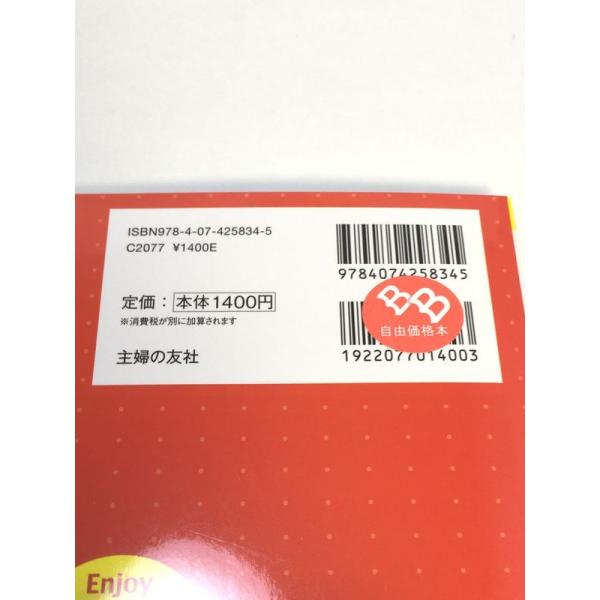 ISBN978-4-07-425834-5
C2077 ¥1400E
定価：本体1400円
※消費税が別に加算されます
主婦の友社
9784074258345
BB
自由価格本
1922077014003
Enjoy